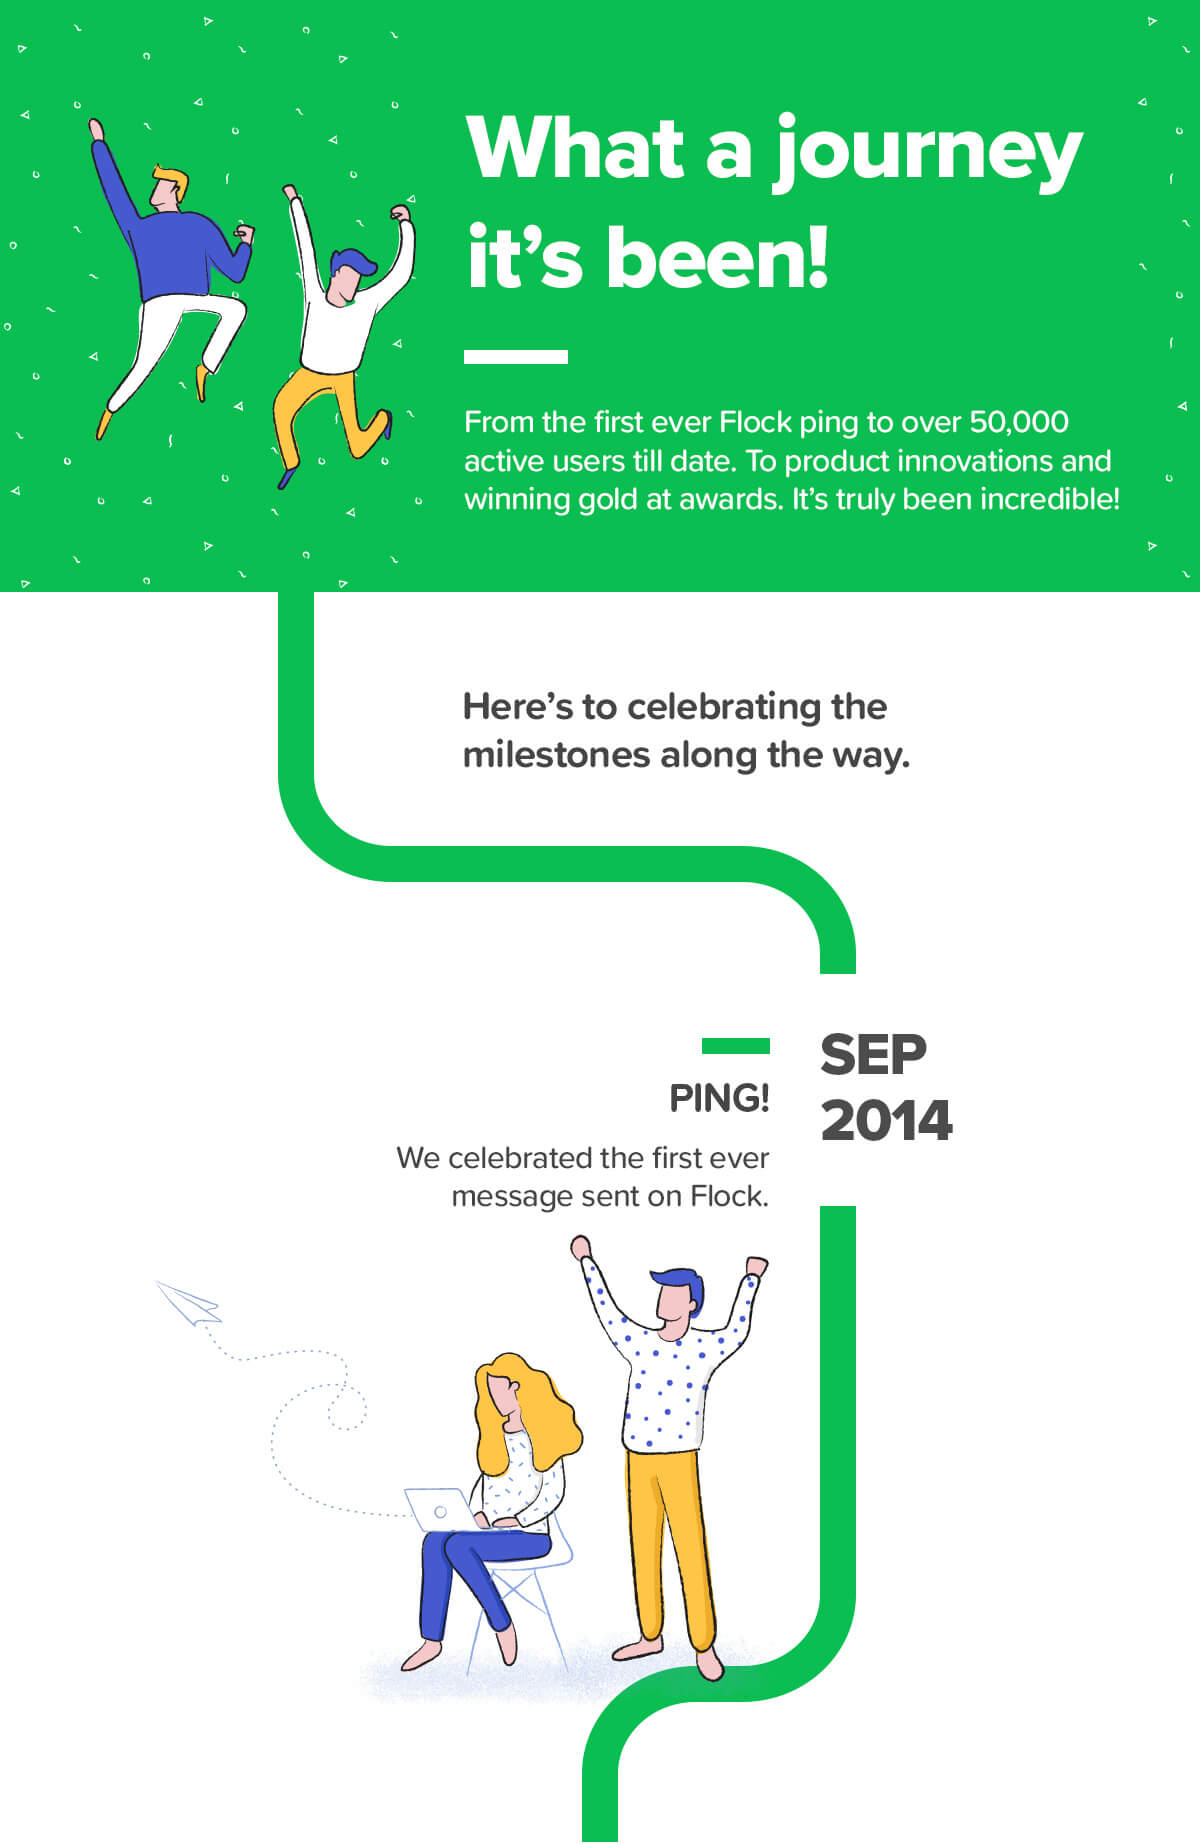 What a journey
it’s been!
From the first ever Flock ping to over 50,000
active users till date. To product innovations and
winning gold at awards. It’s truly been incredible!
Here’s to celebrating the
milestones along the way.
SEP
2014
PING!
We celebrated the first ever
message sent on Flock.